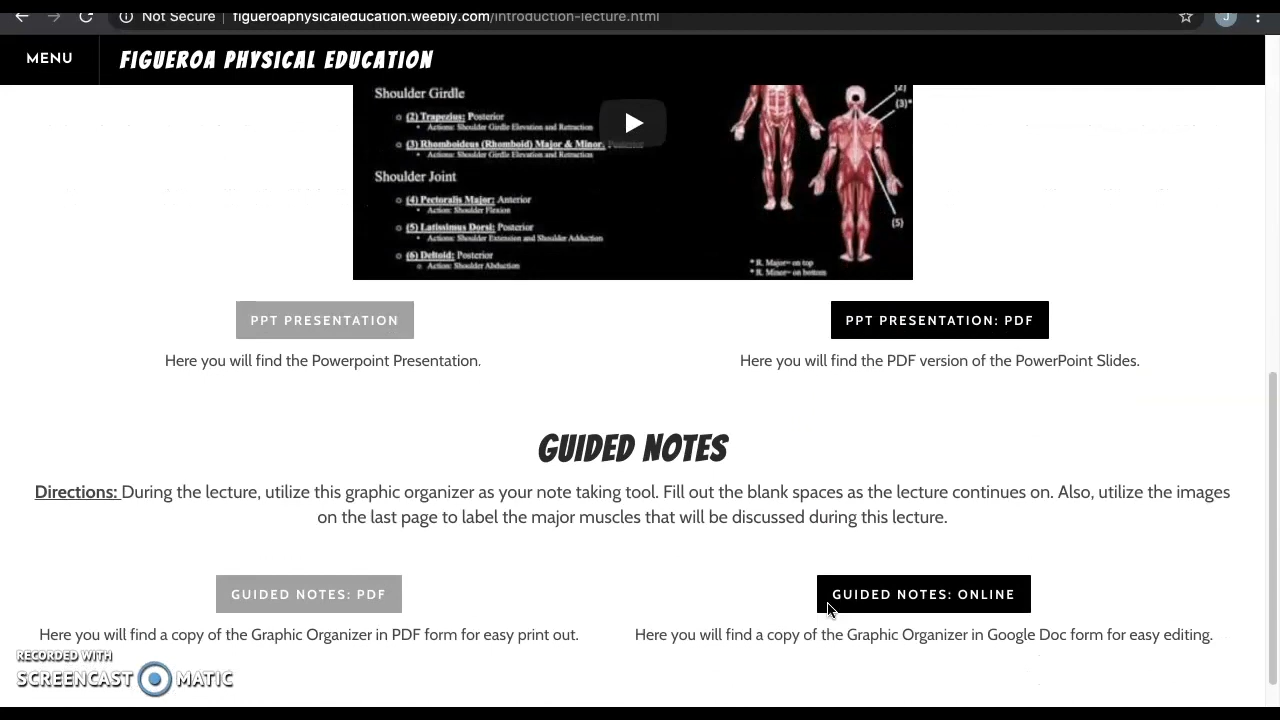 Not Secure | figueroaphysicaleducation.weebly.com/introduction-lecture.html
J
MENU
FIGUEROA PHYSICAL EDUCATION
Shoulder Girdle
(2) Trapezius: Posterior
Actions: Shoulder Girdle Elevation and Retraction
(3) Rhomboideus (Rhomboid) Major & Minor: Posterior
Actions: Shoulder Girdle Elevation and Retraction
Shoulder Joint
(4) Pectoralis Major: Anterior
Action: Shoulder Flexion
(5) Latissimus Dorsi: Posterior
Actions: Shoulder Extension and Shoulder Adduction
(6) Deltoid: Posterior
Action: Shoulder Abduction
(2)
(3)*
(5)
* R. Major= on top
* R. Minor= on bottom
PPT PRESENTATION
PPT PRESENTATION: PDF
Here you will find the Powerpoint Presentation.
Here you will find the PDF version of the PowerPoint Slides.
GUIDED NOTES
Directions: During the lecture, utilize this graphic organizer as your note taking tool. Fill out the blank spaces as the lecture continues on. Also, utilize the images
on the last page to label the major muscles that will be discussed during this lecture.
GUIDED NOTES: PDF
GUIDED NOTES: ONLINE
Here you will find a copy of the Graphic Organizer in PDF form for easy print out.
Here you will find a copy of the Graphic Organizer in Google Doc form for easy editing.
RECORDED WITH
SCREENCAST MATIC